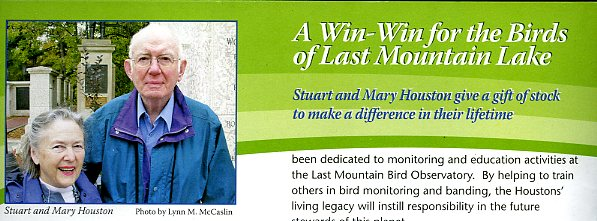 A Win-Win for the Birds
of Last Mountain Lake
Stuart and Mary Houston give a gift of stock
to make a difference in their lifetime
Stuart and Mary Houston
Photo by Lynn M. McCaslin
been dedicated to monitoring and education activities at
the Last Mountain Bird Observatory.  By helping to train
others in bird monitoring and banding, the Houstons'
living legacy will instill responsibility in the future
stewards of this planet.